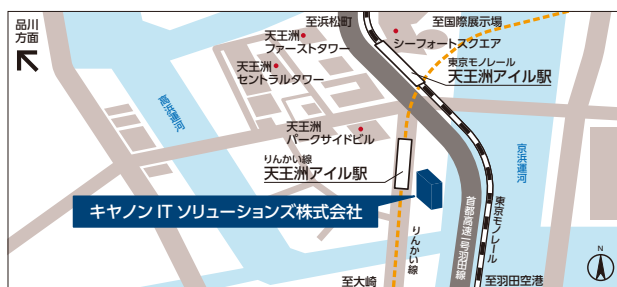 品川
方面
至浜松町
至国際展示場
天王洲
ファーストタワー
シーフォートスクエア
東京モノレール
天王洲アイル駅
天王洲
セントラルタワー
高浜運河
天王洲
パークサイドビル
りんかい線
天王洲アイル駅
京浜運河
キヤノンITソリューションズ株式会社
首都高速一号羽田線
東京モノレール
りんかい線
至大崎
至羽田空港
N